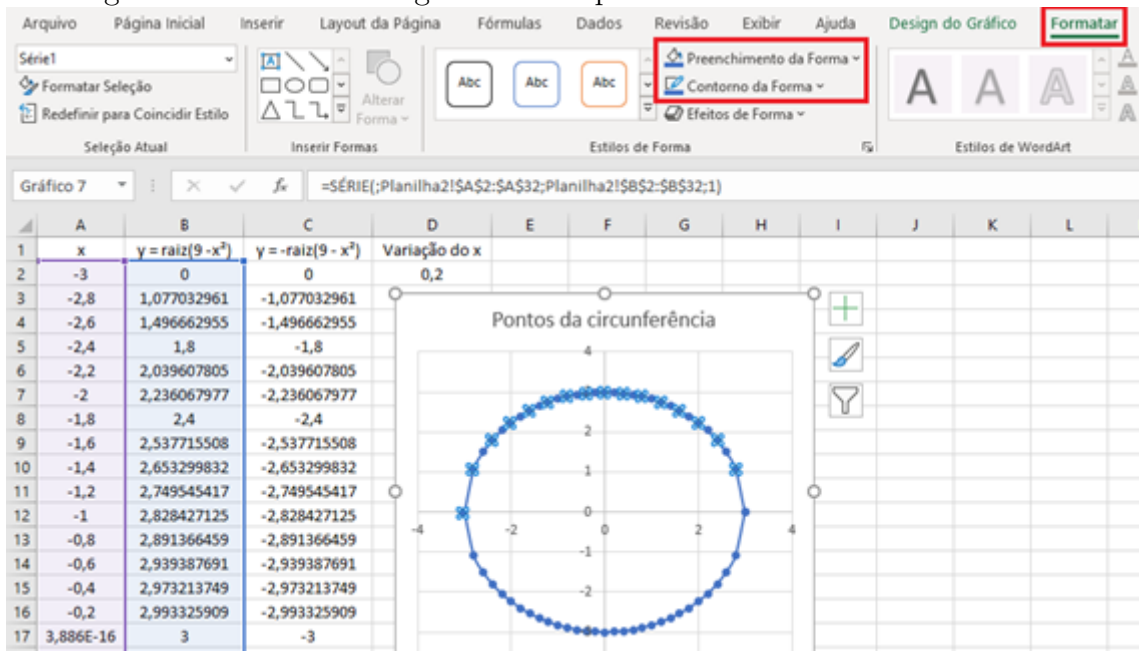 Arquivo Página Inicial Inserir Layout da Página Fórmulas Dados Revisão Exibir Ajuda Design do Gráfico Formatar
Série1
Formatar Seleção
Redefinir para Coincidir Estilo
Seleção Atual
Alterar
Forma
Inserir Formas
Abc Abc Abc
Preenchimento da Forma
Contorno da Forma
Efeitos de Forma
Estilos de Forma
A A A
A
A
A
Estilos de WordArt
Gráfico 7 fx =SÉRIE(;Planilha2!$A$2:$A$32;Planilha2!$B$2:$B$32;1)
A B C D E F G H I J K L
1 x y = raiz(9 -x²) y = -raiz(9 - x²) Variação do x
2 -3 0 0 0,2
3 -2,8 1,077032961 -1,077032961
4 -2,6 1,496662955 -1,496662955
5 -2,4 1,8 -1,8
6 -2,2 2,039607805 -2,039607805
7 -2 2,236067977 -2,236067977
8 -1,8 2,4 -2,4
9 -1,6 2,537715508 -2,537715508
10 -1,4 2,653299832 -2,653299832
11 -1,2 2,749545417 -2,749545417
12 -1 2,828427125 -2,828427125
13 -0,8 2,891366459 -2,891366459
14 -0,6 2,939387691 -2,939387691
15 -0,4 2,973213749 -2,973213749
16 -0,2 2,993325909 -2,993325909
17 3,886E-16 3 -3
Pontos da circunferência
4
2
1
0
-4 -2 0 2 4
-1
-2